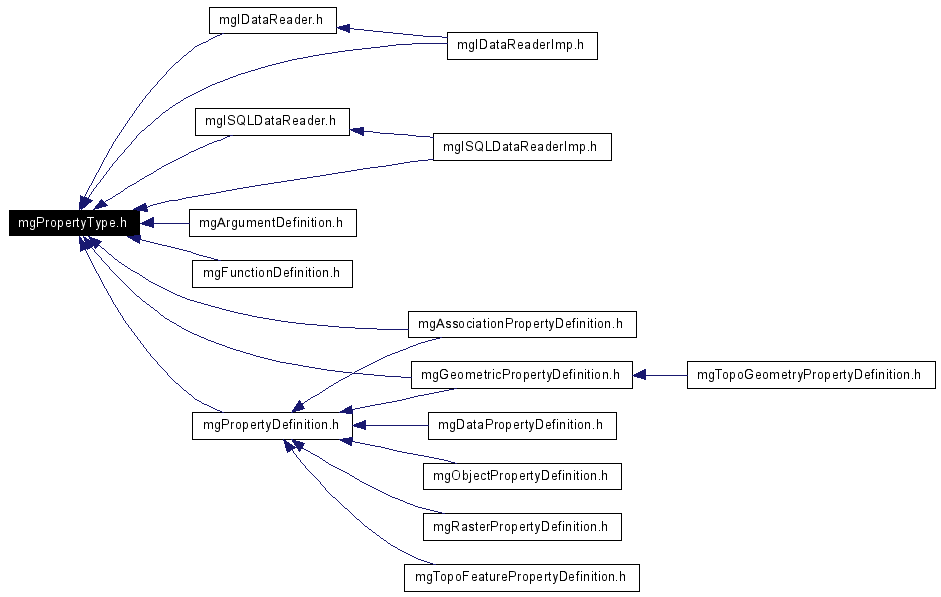 mgIDataReader.h
mgIDataReaderImp.h
mgISQLDataReader.h
mgISQLDataReaderImp.h
mgPropertyType.h
mgArgumentDefinition.h
mgFunctionDefinition.h
mgAssociationPropertyDefinition.h
mgGeometricPropertyDefinition.h
mgTopoGeometryPropertyDefinition.h
mgPropertyDefinition.h
mgDataPropertyDefinition.h
mgObjectPropertyDefinition.h
mgRasterPropertyDefinition.h
mgTopoFeaturePropertyDefinition.h